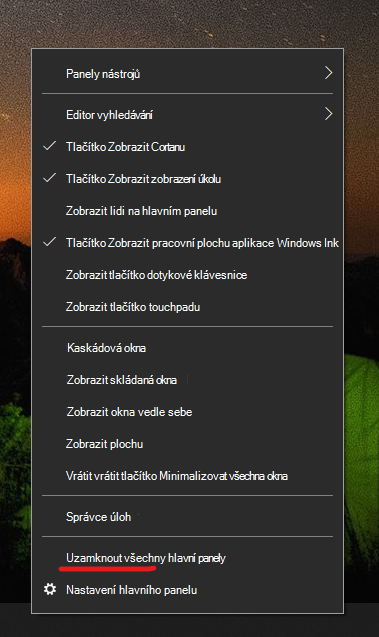 Panely nástrojů
Editor vyhledávání
Tlačítko Zobrazit Cortanu
Tlačítko Zobrazit zobrazení úkolu
Zobrazit lidi na hlavním panelu
Tlačítko Zobrazit pracovní plochu aplikace Windows Ink
Zobrazit tlačítko dotykové klávesnice
Zobrazit tlačítko touchpadu
Kaskádová okna
Zobrazit skládaná okna
Zobrazit okna vedle sebe
Zobrazit plochu
Vrátit vrátit tlačítko Minimalizovat všechna okna
Správce úloh
Uzamknout všechny hlavní panely
Nastavení hlavního panelu